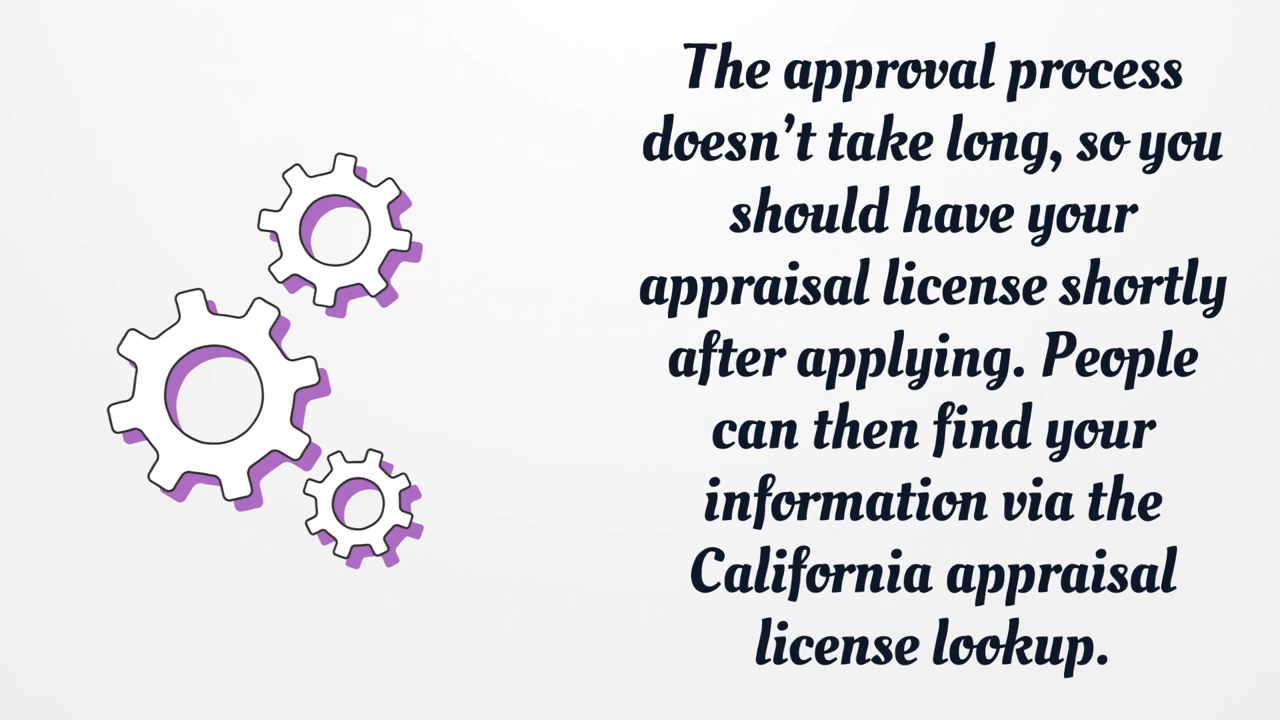 The approval process
doesn’t take long, so you
should have your
appraisal license shortly
after applying. People
can then find your
information via the
California appraisal
license lookup.